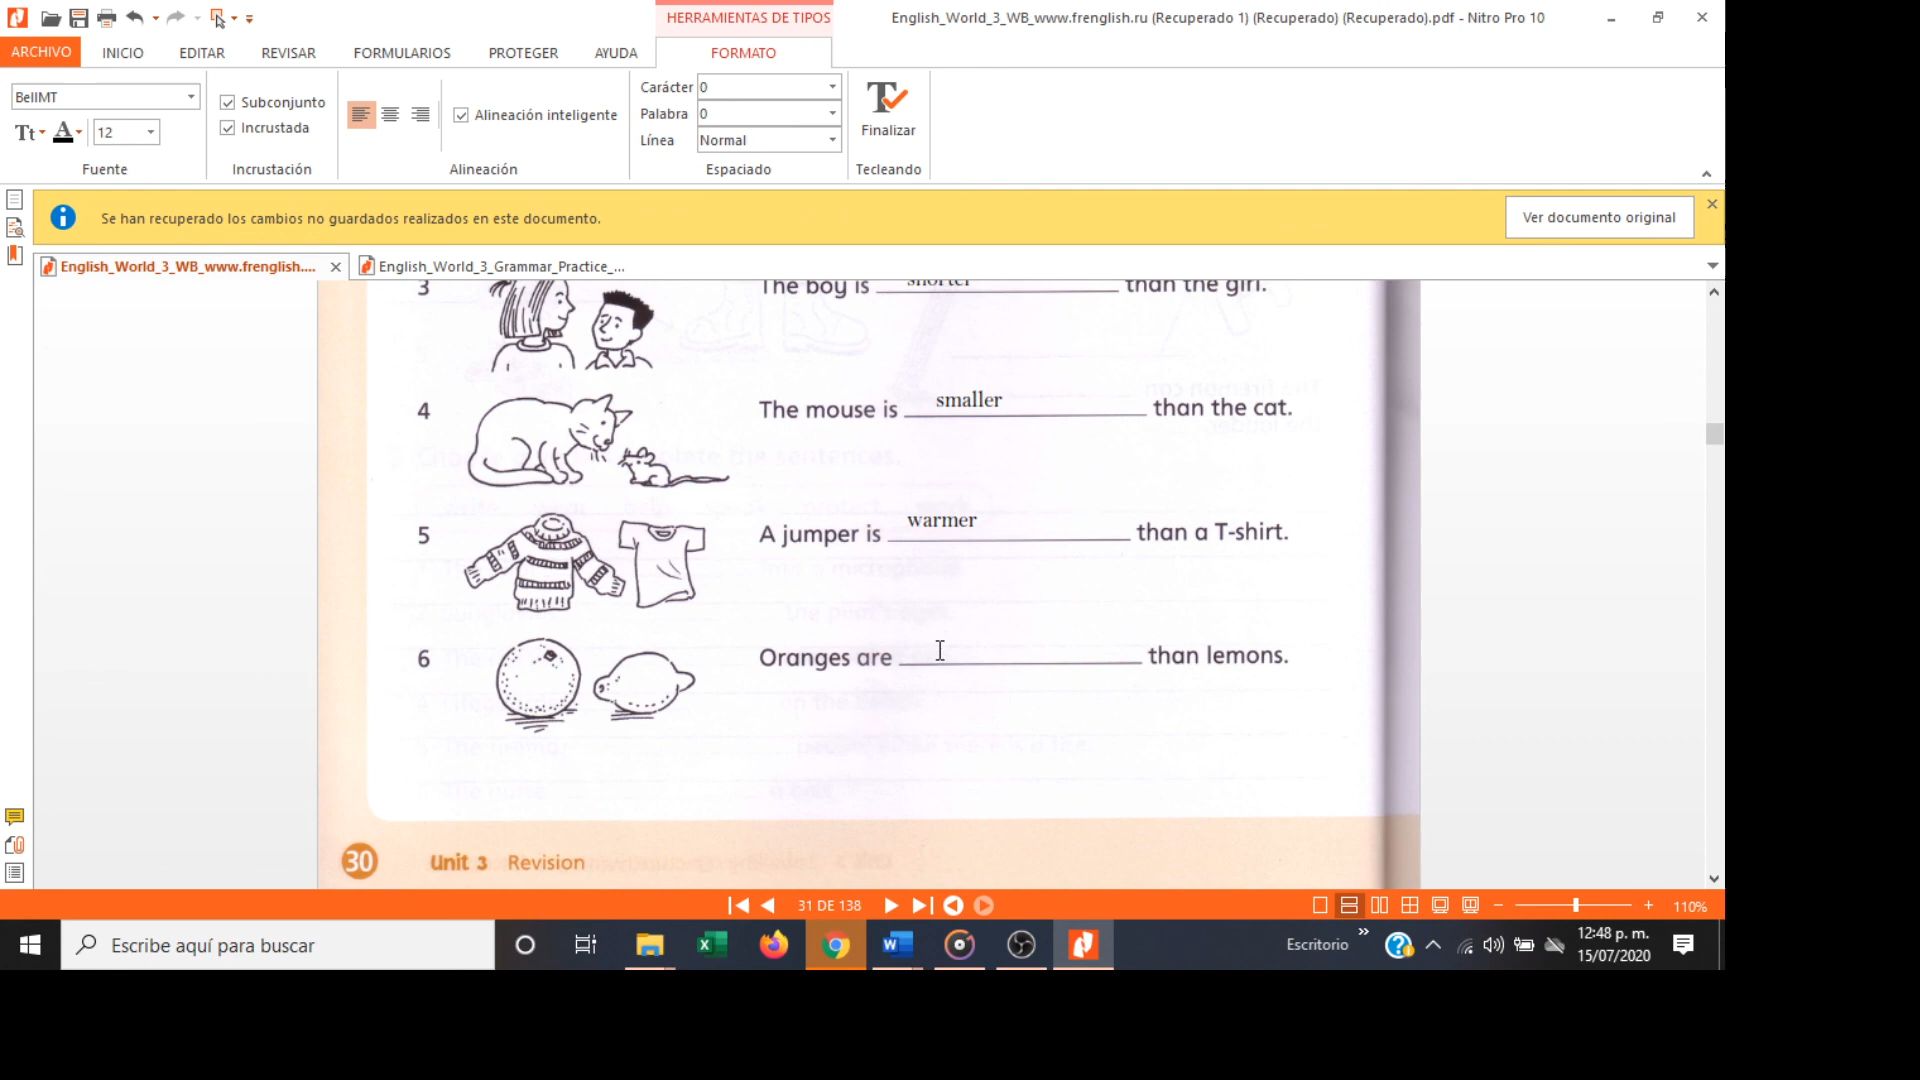 HERRAMIENTAS DE TIPOS
English_World_3_WB_www.frenglish.ru (Recuperado 1) (Recuperado) (Recuperado).pdf - Nitro Pro 10
ARCHIVO INICIO EDITAR REVISAR FORMULARIOS PROTEGER AYUDA FORMATO
BellMT
Tt A 12
Fuente
Subconjunto
Incrustada
Incrustación
Alineación inteligente
Alineación
Carácter 0
Palabra 0
Línea Normal
Espaciado
T
Finalizar
Tecleando
Se han recuperado los cambios no guardados realizados en este documento.
Ver documento original
English_World_3_WB_www.frenglish....
English_World_3_Grammar_Practice_...
3 The boy is shorter than the girl.
4 The mouse is smaller than the cat.
5 A jumper is warmer than a T-shirt.
6 Oranges are than lemons.
30 Unit 3 Revision
31 DE 138
110%
Escribe aquí para buscar
Escritorio
12:48 p. m.
15/07/2020